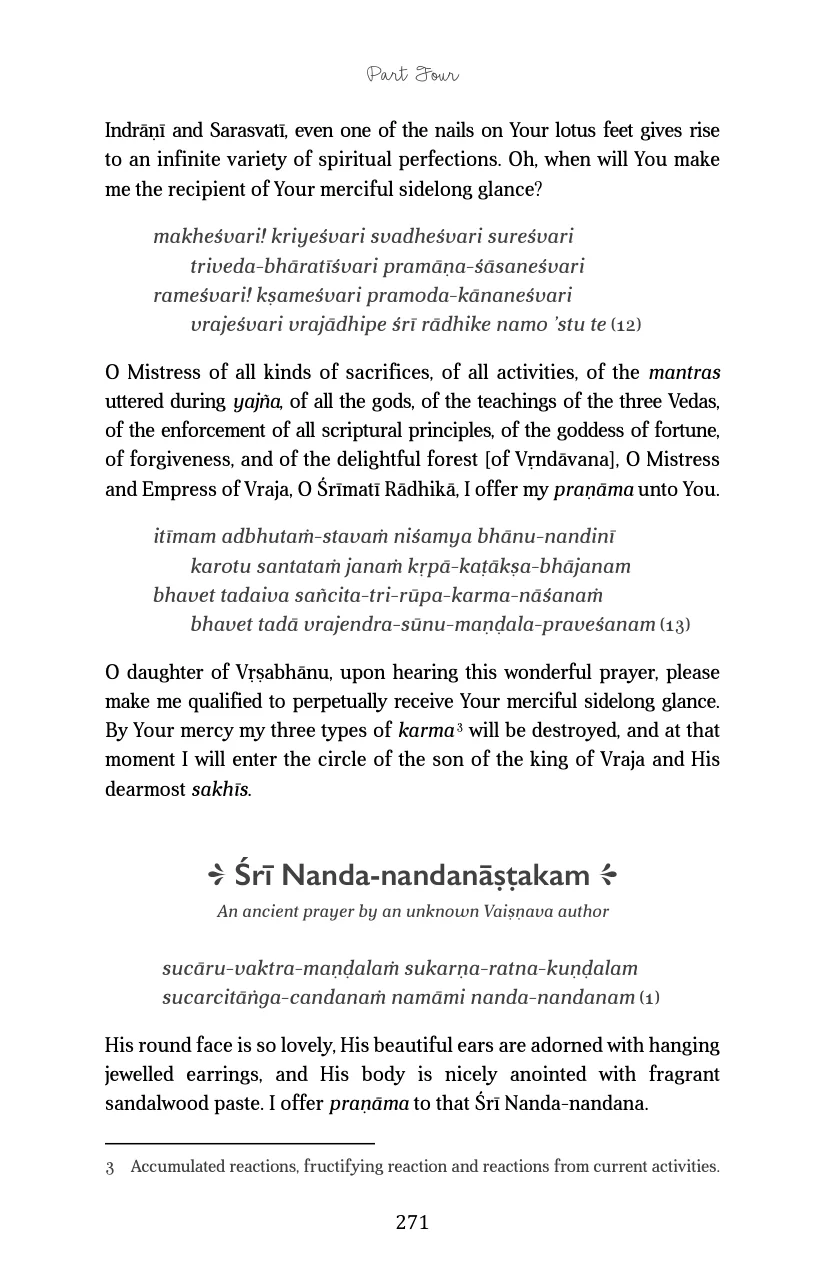 Part Four
Indrāṇī and Sarasvatī, even one of the nails on Your lotus feet gives rise
to an infinite variety of spiritual perfections. Oh, when will You make
me the recipient of Your merciful sidelong glance?
makheśvari! kriyeśvari svadheśvari sureśvari
triveda-bhāratīśvari pramāṇa-śāsaneśvari
rameśvari! kṣameśvari pramoda-kānaneśvari
vrajeśvari vrajādhipe śrī rādhike namo ’stu te (12)
O Mistress of all kinds of sacrifices, of all activities, of the mantras
uttered during yajña, of all the gods, of the teachings of the three Vedas,
of the enforcement of all scriptural principles, of the goddess of fortune,
of forgiveness, and of the delightful forest [of Vṛndāvana], O Mistress
and Empress of Vraja, O Śrīmatī Rādhikā, I offer my praṇāma unto You.
itīmam adbhutaṁ-stavaṁ niśamya bhānu-nandinī
karotu santataṁ janaṁ kṛpā-kaṭākṣa-bhājanam
bhavet tadaiva sañcita-tri-rūpa-karma-nāśanaṁ
bhavet tadā vrajendra-sūnu-maṇḍala-praveśanam (13)
O daughter of Vṛṣabhānu, upon hearing this wonderful prayer, please
make me qualified to perpetually receive Your merciful sidelong glance.
By Your mercy my three types of karma³ will be destroyed, and at that
moment I will enter the circle of the son of the king of Vraja and His
dearmost sakhīs.
Śrī Nanda-nandanāṣṭakam
An ancient prayer by an unknown Vaiṣṇava author
sucāru-vaktra-maṇḍalaṁ sukarṇa-ratna-kuṇḍalam
sucarcitāṅga-candanaṁ namāmi nanda-nandanam (1)
His round face is so lovely, His beautiful ears are adorned with hanging
jewelled earrings, and His body is nicely anointed with fragrant
sandalwood paste. I offer praṇāma to that Śrī Nanda-nandana.
3 Accumulated reactions, fructifying reaction and reactions from current activities.
271